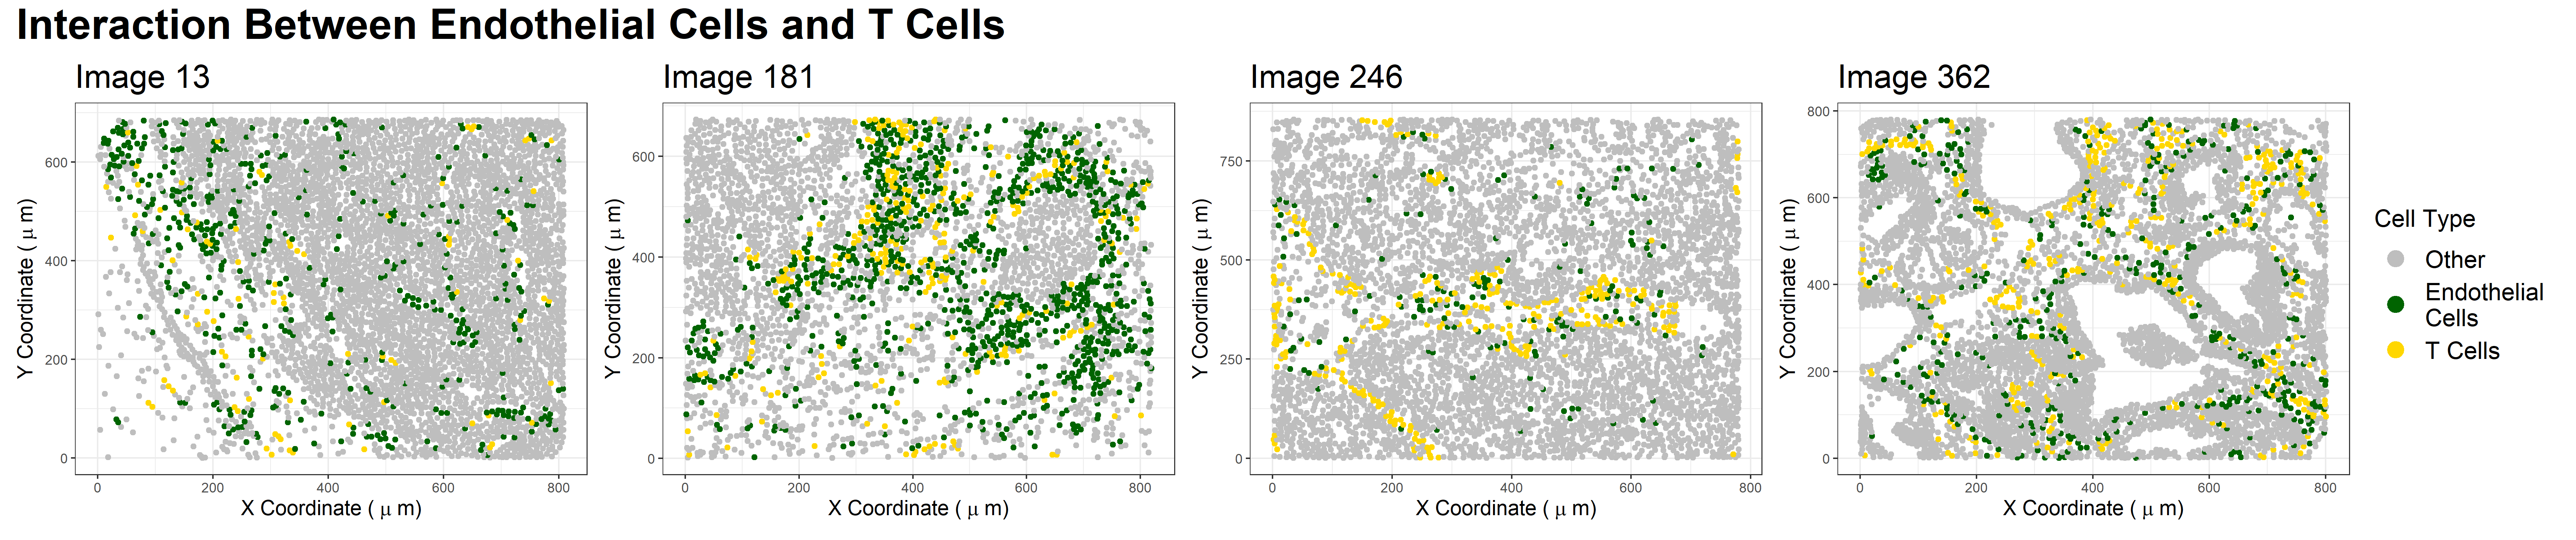 Interaction Between Endothelial Cells and T Cells
Image 13
Y Coordinate ( μ m)
600
400
200
0
0 200 400 600 800
X Coordinate ( μ m)
Image 181
Y Coordinate ( μ m)
600
400
200
0
0 200 400 600 800
X Coordinate ( μ m)
Image 246
Y Coordinate ( μ m)
750
500
250
0
0 200 400 600 800
X Coordinate ( μ m)
Image 362
Y Coordinate ( μ m)
800
600
400
200
0
0 200 400 600 800
X Coordinate ( μ m)
Cell Type
Other
Endothelial
Cells
T Cells